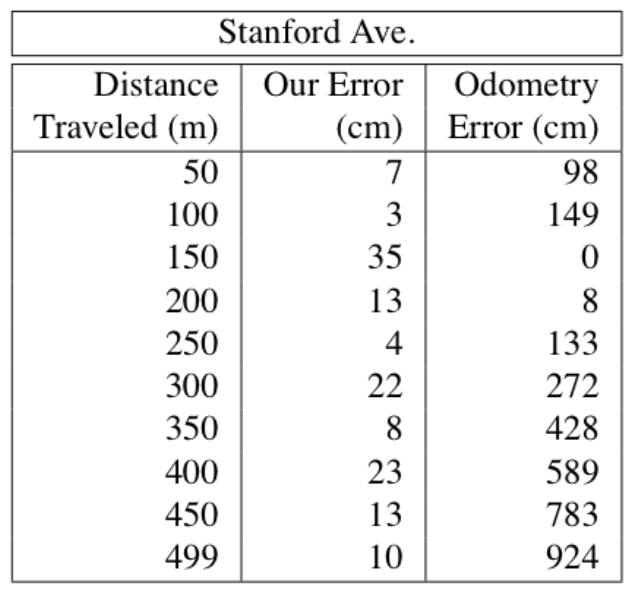 Stanford Ave.
Distance Our Error Odometry
Traveled (m) (cm) Error (cm)
50 7 98
100 3 149
150 35 0
200 13 8
250 4 133
300 22 272
350 8 428
400 23 589
450 13 783
499 10 924